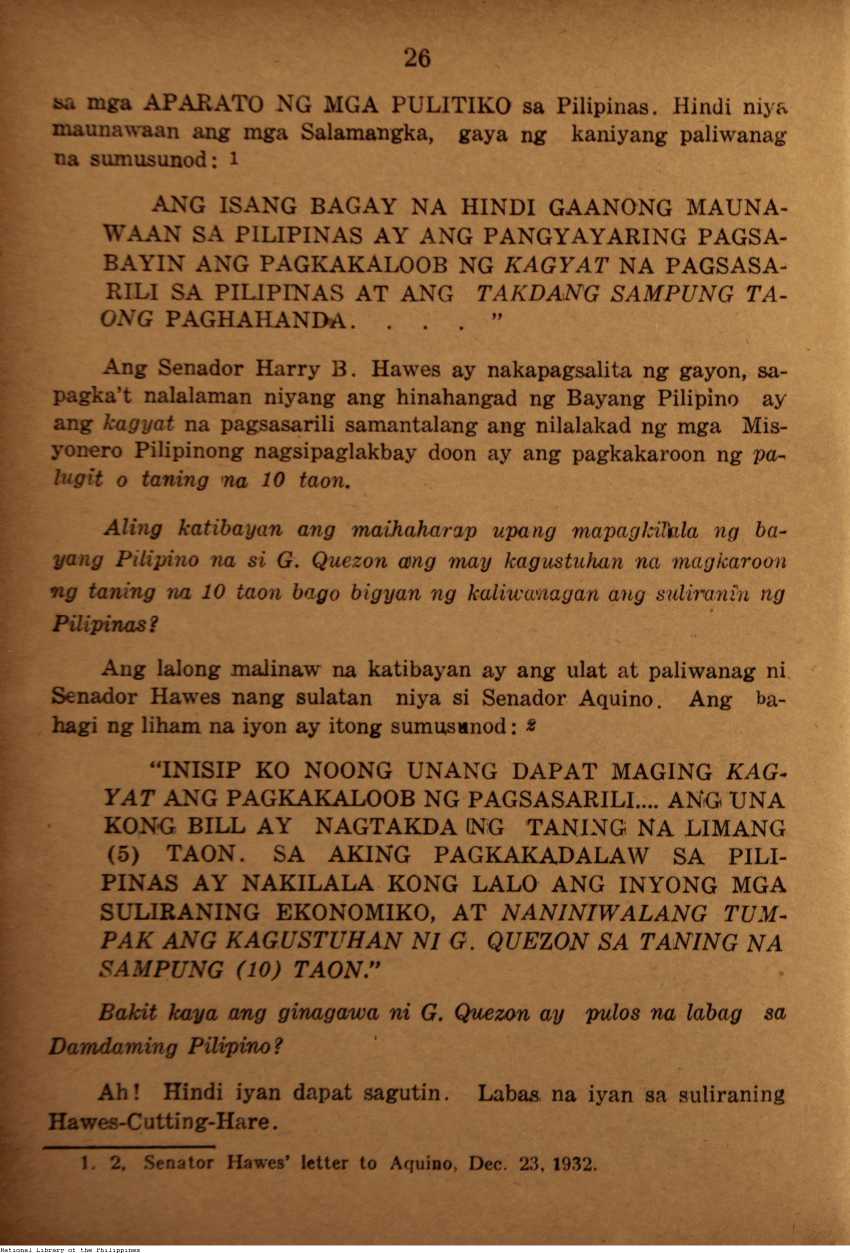 26
sa mga APARATO NG MGA PULITIKO sa Pilipinas. Hindi niya
maunawaan ang mga Salamangka, gaya ng kaniyang paliwanag
na sumusunod: 1
ANG ISANG BAGAY NA HINDI GAANONG MAUNA-
WAAN SA PILIPINAS AY ANG PANGYAYARING PAGSA-
BAYIN ANG PAGKAKALOOB NG KAGYAT NA PAGSASA-
RILI SA PILIPINAS AT ANG TAKDANG SAMPUNG TA-
ONG PAGHAHANDA. . . . "
Ang Senador Harry B. Hawes ay nakapagsalita ng gayon, sa-
pagka't nalalaman niyang ang hinahangad ng Bayang Pilipino ay
ang kagyat na pagsasarili samantalang ang nilalakad ng mga Mis-
yonero Pilipinong nagsipaglakbay doon ay ang pagkakaroon ng pa-
lugit o taning na 10 taon.
Aling katibayan ang maihaharap upang mapagkilala ng ba-
yang Pilipino na si G. Quezon ang may kagustuhan na magkaroon
ng taning na 10 taon bago bigyan ng kaliwanagan ang suliranin ng
Pilipinas?
Ang lalong malinaw na katibayan ay ang ulat at paliwanag ni
Senador Hawes nang sulatan niya si Senador Aquino. Ang ba-
hagi ng liham na iyon ay itong sumusunod: 2
"INISIP KO NOONG UNANG DAPAT MAGING KAG-
YAT ANG PAGKAKALOOB NG PAGSASARILI.... ANG UNA
KONG BILL AY NAGTAKDA NG TANING NA LIMANG
(5) TAON. SA AKING PAGKAKADALAW SA PILI-
PINAS AY NAKILALA KONG LALO ANG INYONG MGA
SULIRANING EKONOMIKO, AT NANINIWALANG TUM-
PAK ANG KAGUSTUHAN NI G. QUEZON SA TANING NA
SAMPUNG (10) TAON."
Bakit kaya ang ginagawa ni G. Quezon ay pulos na labag sa
Damdaming Pilipino?
Ah! Hindi iyan dapat sagutin. Labas na iyan sa suliraning
Hawes-Cutting-Hare.
1. 2, Senator Hawes' letter to Aquino, Dec. 23, 1932.
National Library of the Philippines